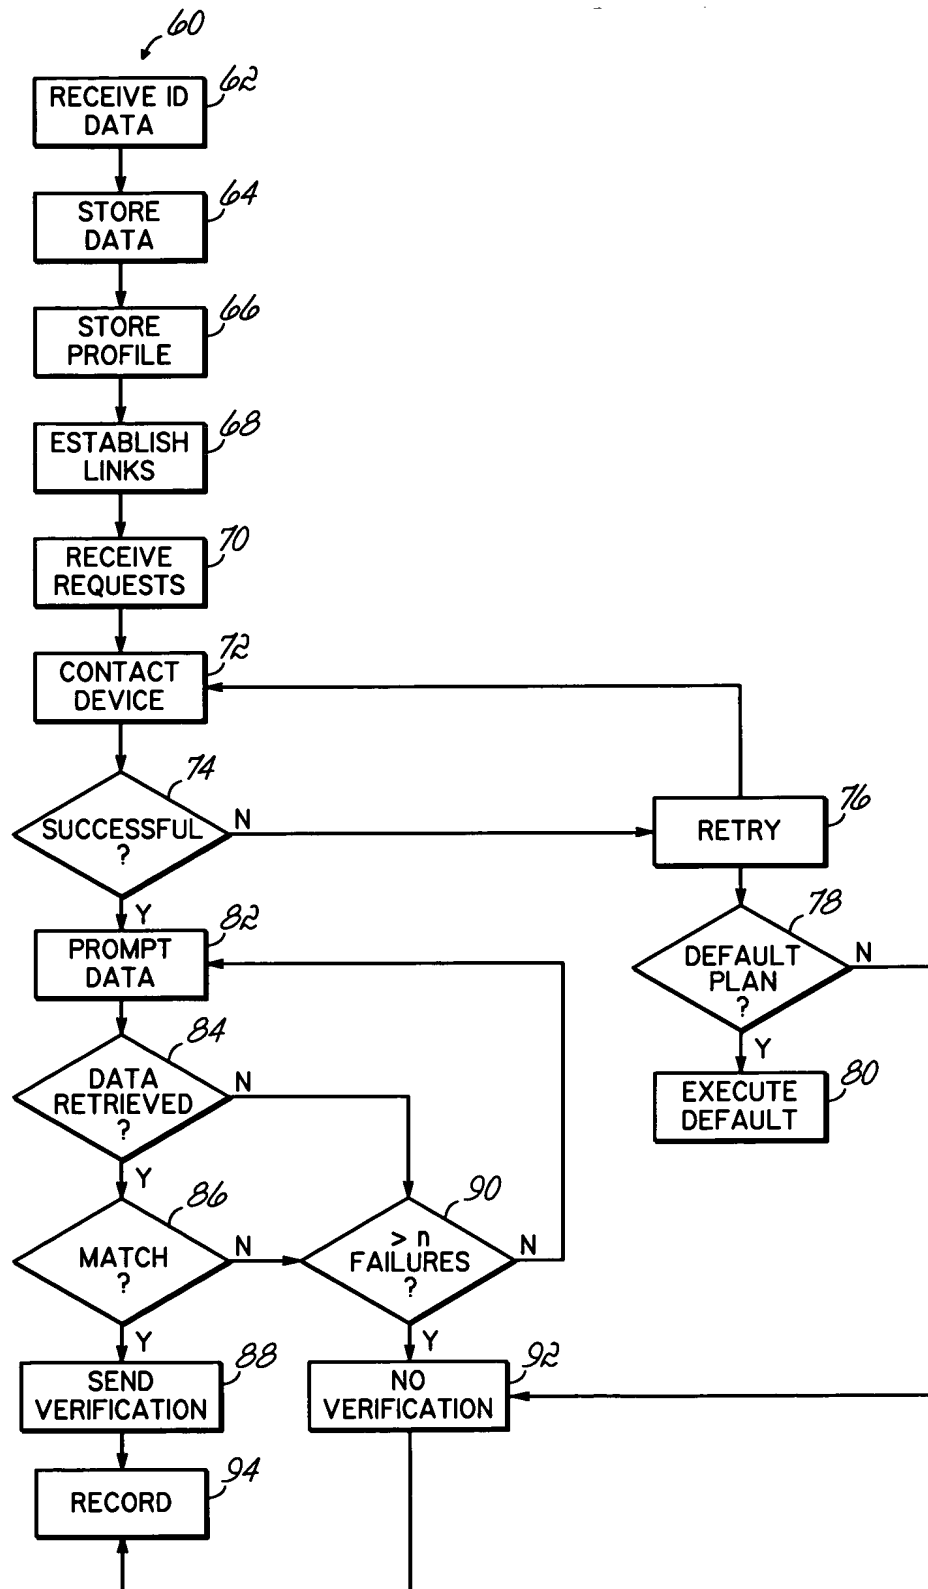 60
62
RECEIVE ID
DATA
64
STORE
DATA
66
STORE
PROFILE
68
ESTABLISH
LINKS
70
RECEIVE
REQUESTS
72
CONTACT
DEVICE
74
SUCCESSFUL
?
N
Y
76
RETRY
78
DEFAULT
PLAN
?
N
Y
80
EXECUTE
DEFAULT
82
PROMPT
DATA
84
DATA
RETRIEVED
?
N
Y
86
MATCH
?
N
Y
90
> n
FAILURES
?
N
Y
88
SEND
VERIFICATION
92
NO
VERIFICATION
94
RECORD